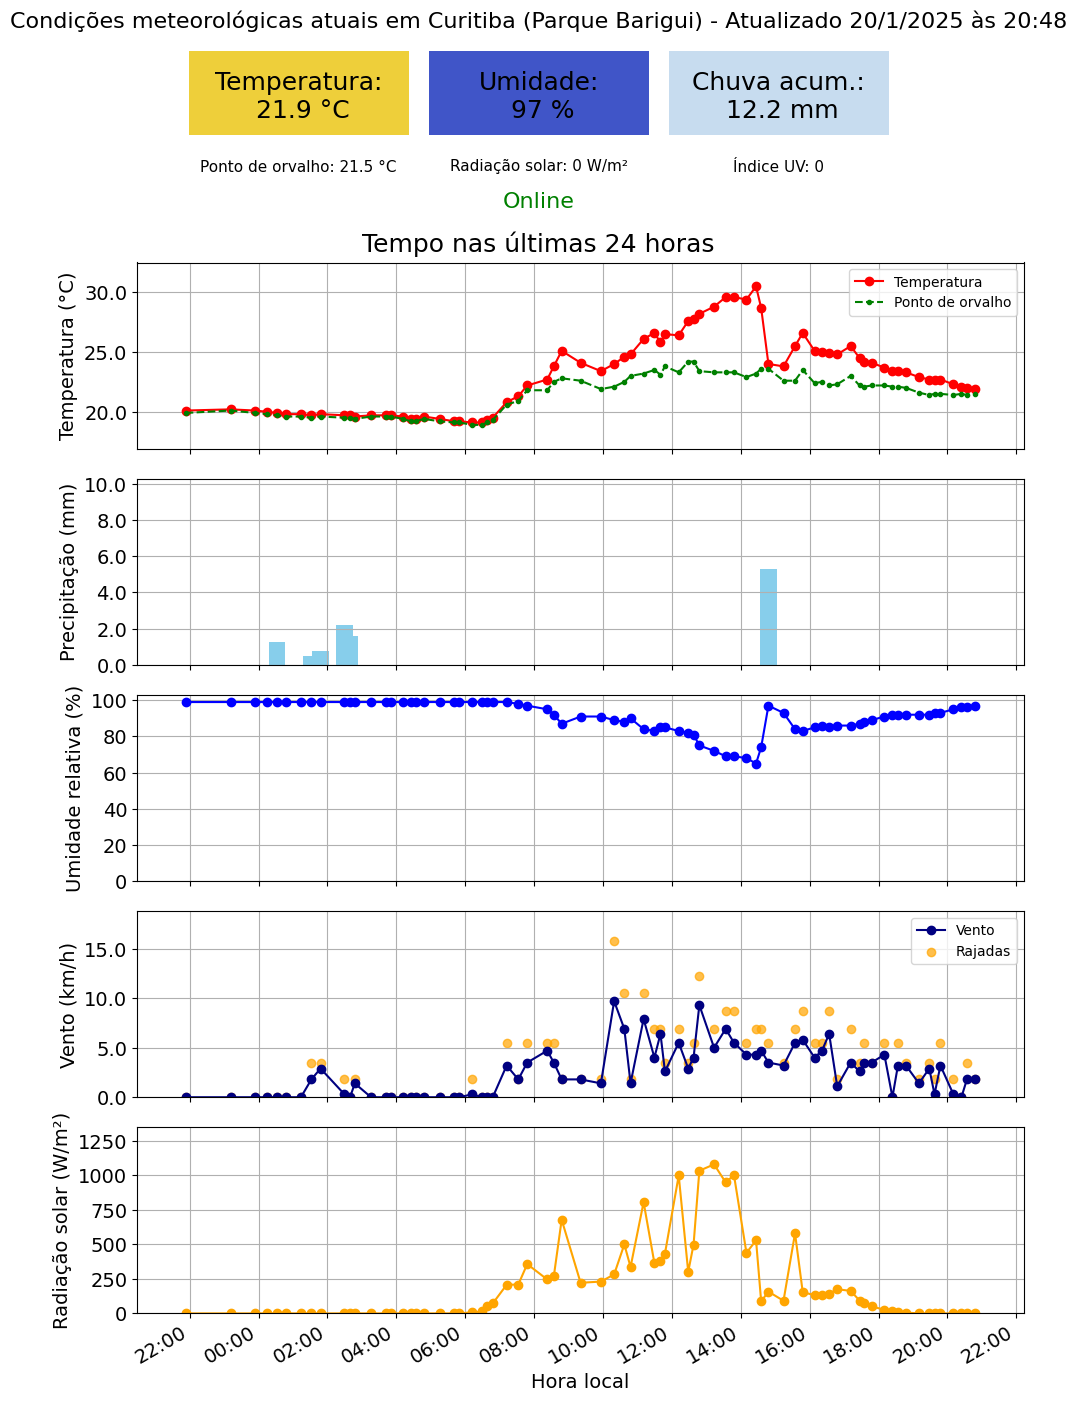 Condições meteorológicas atuais em Curitiba (Parque Barigui) - Atualizado 20/1/2025 às 20:48
Temperatura:
21.9 °C
Umidade:
97 %
Chuva acum.:
12.2 mm
Ponto de orvalho: 21.5 °C
Radiação solar: 0 W/m²
Índice UV: 0
Online
Tempo nas últimas 24 horas
Temperatura (°C)
30.0
25.0
20.0
Temperatura
Ponto de orvalho
Precipitação (mm)
10.0
8.0
6.0
4.0
2.0
0.0
Umidade relativa (%)
100
80
60
40
20
0
Vento (km/h)
15.0
10.0
5.0
0.0
Vento
Rajadas
Radiação solar (W/m²)
1250
1000
750
500
250
0
22:00 00:00 02:00 04:00 06:00 08:00 10:00 12:00 14:00 16:00 18:00 20:00 22:00
Hora local